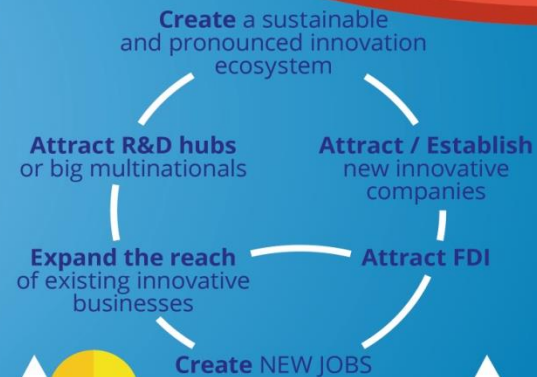 Create a sustainable
and pronounced innovation
ecosystem
Attract R&D hubs
or big multinationals
Attract / Establish
new innovative
companies
Expand the reach
of existing innovative
businesses
Attract FDI
Create NEW JOBS